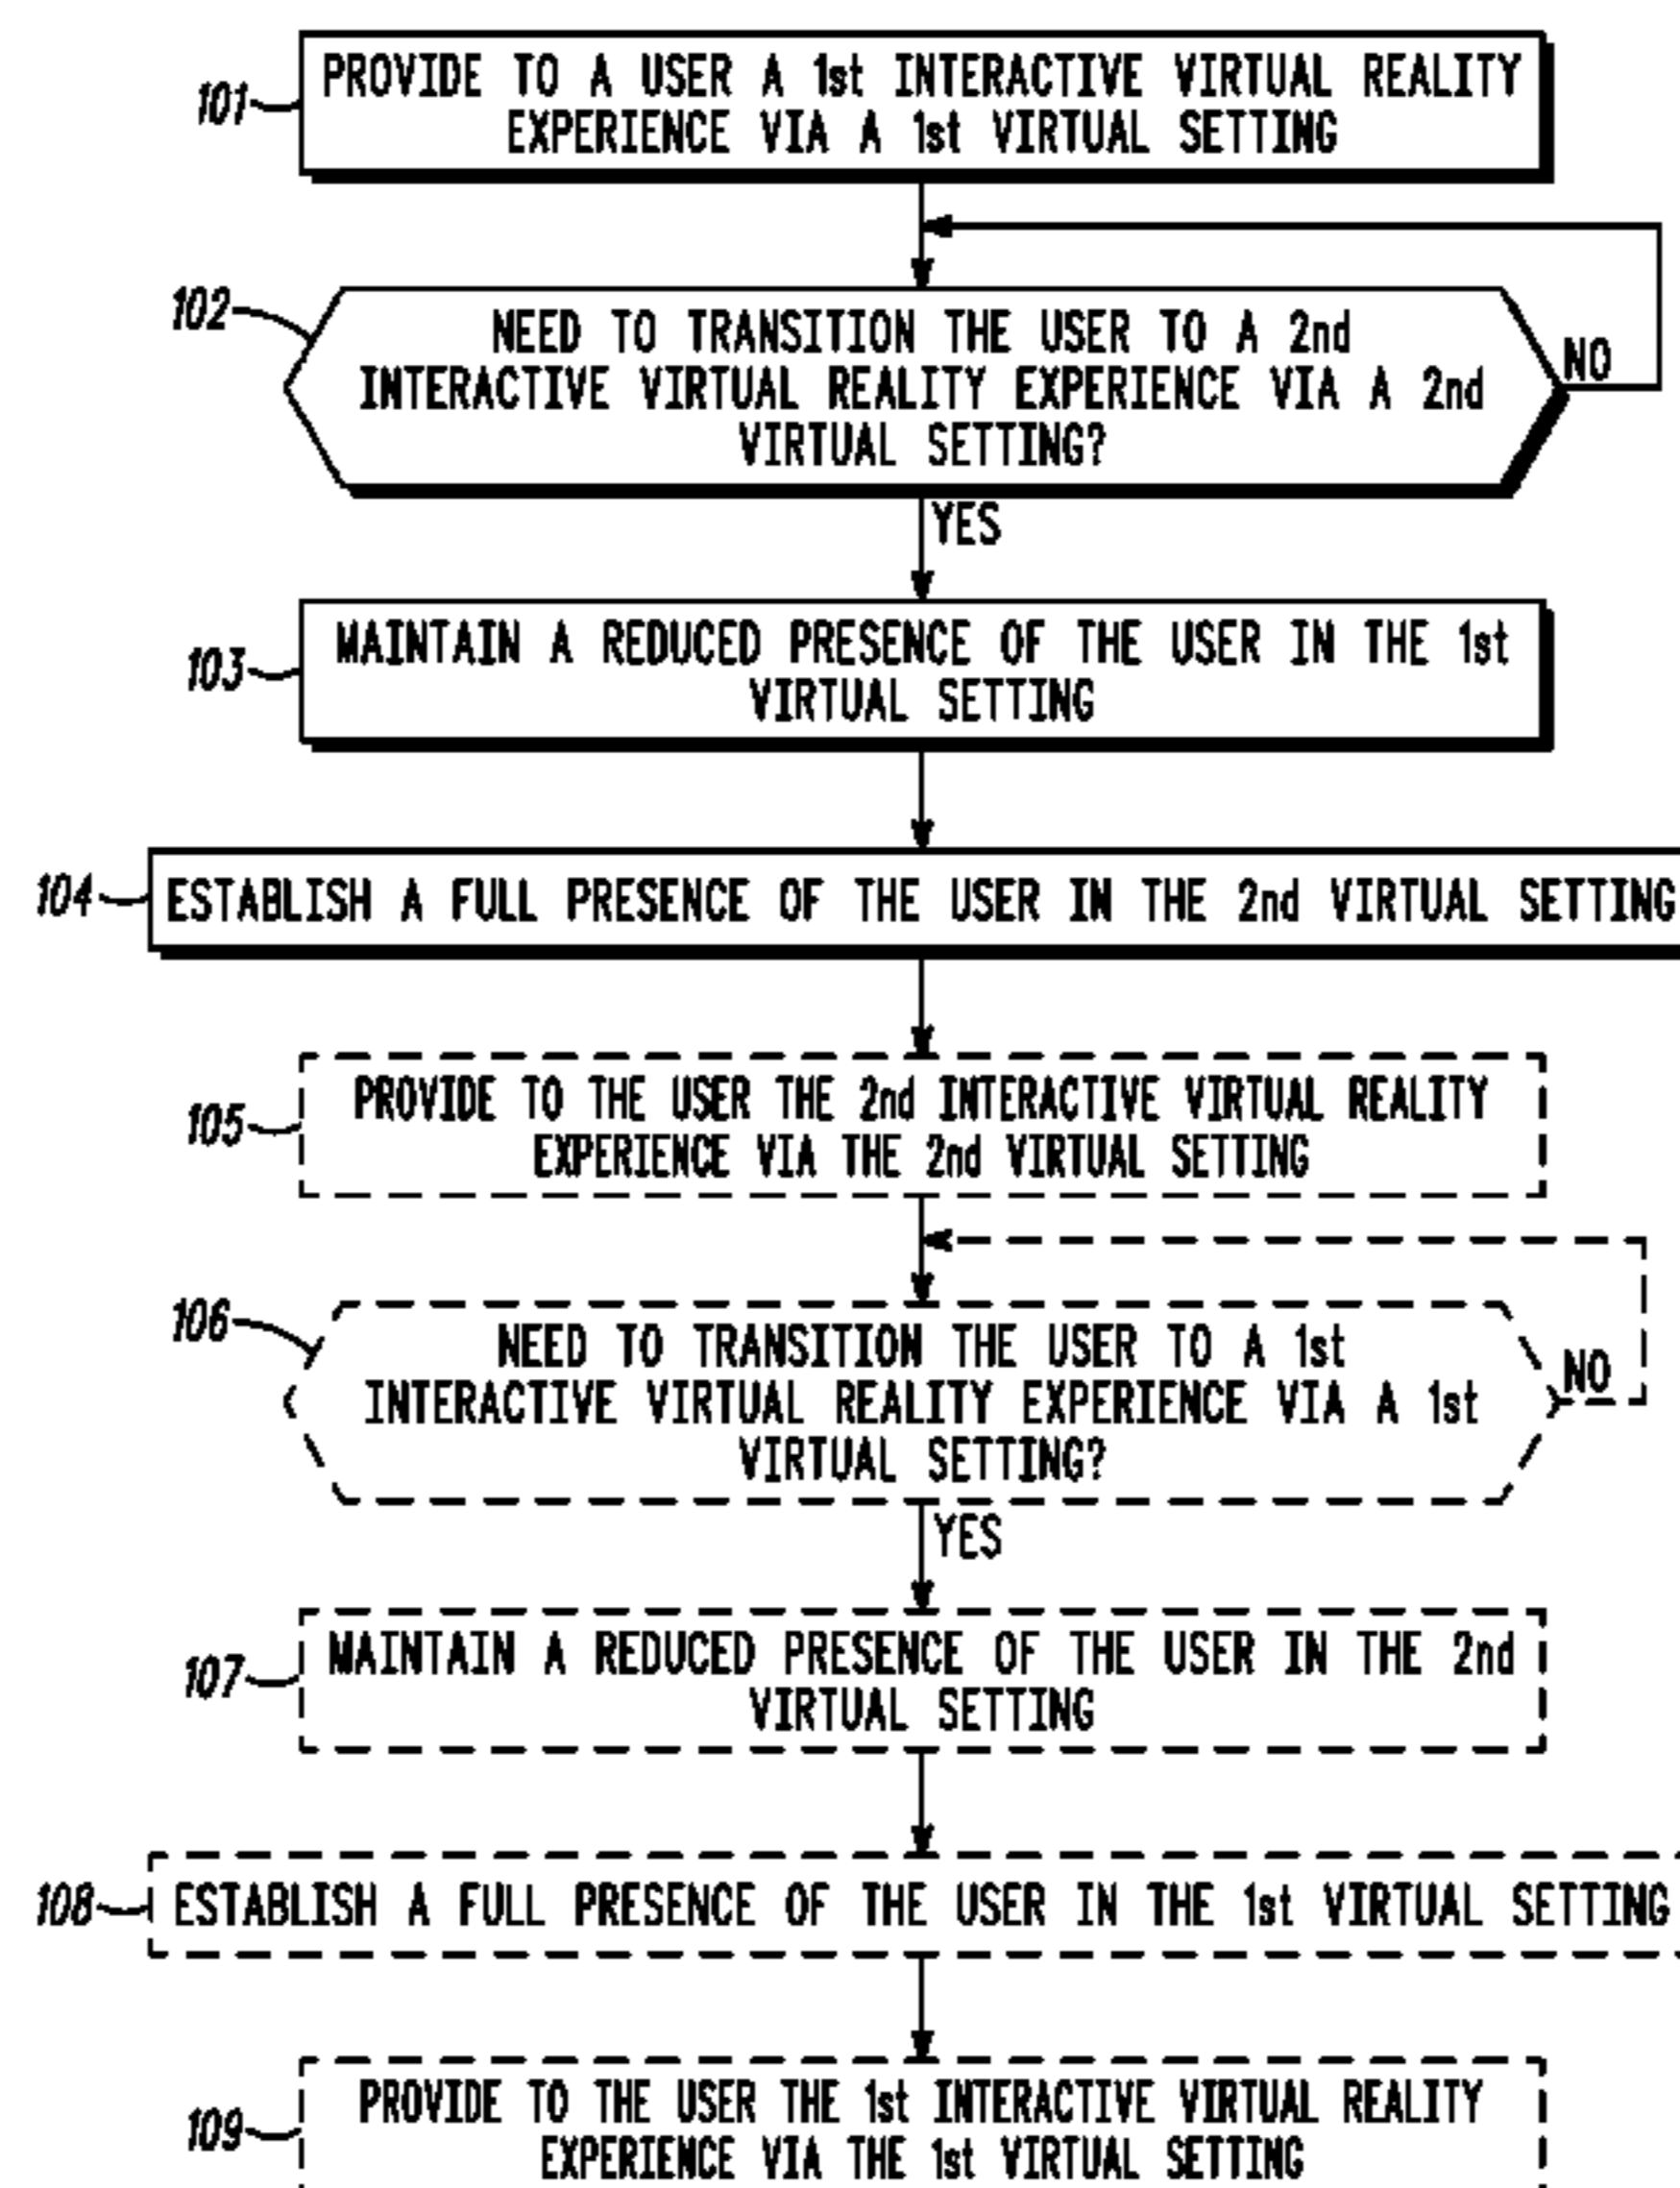 101
PROVIDE TO A USER A 1st INTERACTIVE VIRTUAL REALITY
EXPERIENCE VIA A 1st VIRTUAL SETTING
102
NEED TO TRANSITION THE USER TO A 2nd
INTERACTIVE VIRTUAL REALITY EXPERIENCE VIA A 2nd
VIRTUAL SETTING?
NO
YES
103
MAINTAIN A REDUCED PRESENCE OF THE USER IN THE 1st
VIRTUAL SETTING
104
ESTABLISH A FULL PRESENCE OF THE USER IN THE 2nd VIRTUAL SETTING
105
PROVIDE TO THE USER THE 2nd INTERACTIVE VIRTUAL REALITY
EXPERIENCE VIA THE 2nd VIRTUAL SETTING
106
NEED TO TRANSITION THE USER TO A 1st
INTERACTIVE VIRTUAL REALITY EXPERIENCE VIA A 1st
VIRTUAL SETTING?
NO
YES
107
MAINTAIN A REDUCED PRESENCE OF THE USER IN THE 2nd
VIRTUAL SETTING
108
ESTABLISH A FULL PRESENCE OF THE USER IN THE 1st VIRTUAL SETTING
109
PROVIDE TO THE USER THE 1st INTERACTIVE VIRTUAL REALITY
EXPERIENCE VIA THE 1st VIRTUAL SETTING